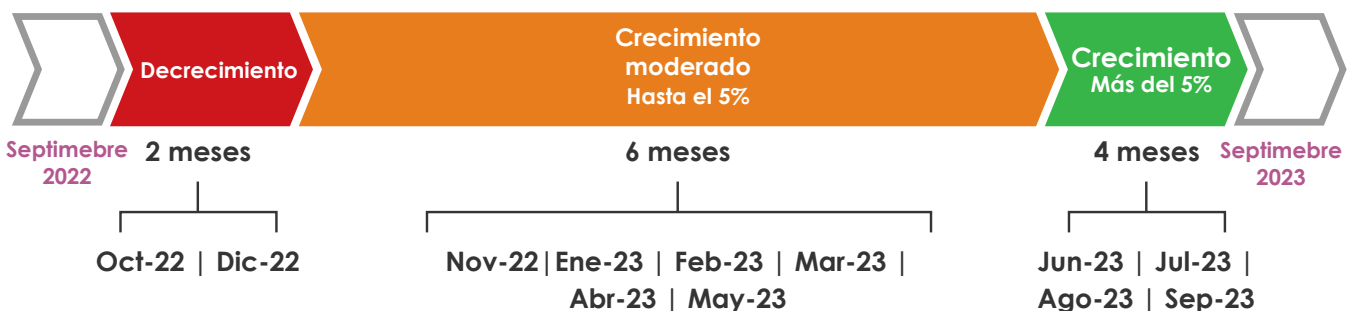 Decrecimiento
Crecimiento
moderado
Hasta el 5%
Crecimiento
Más del 5%
Septimebre
2022
2 meses
6 meses
4 meses
Septimebre
2023
Oct-22 | Dic-22
Nov-22|Ene-23 | Feb-23 | Mar-23 |
Abr-23 | May-23
Jun-23 | Jul-23 |
Ago-23 | Sep-23